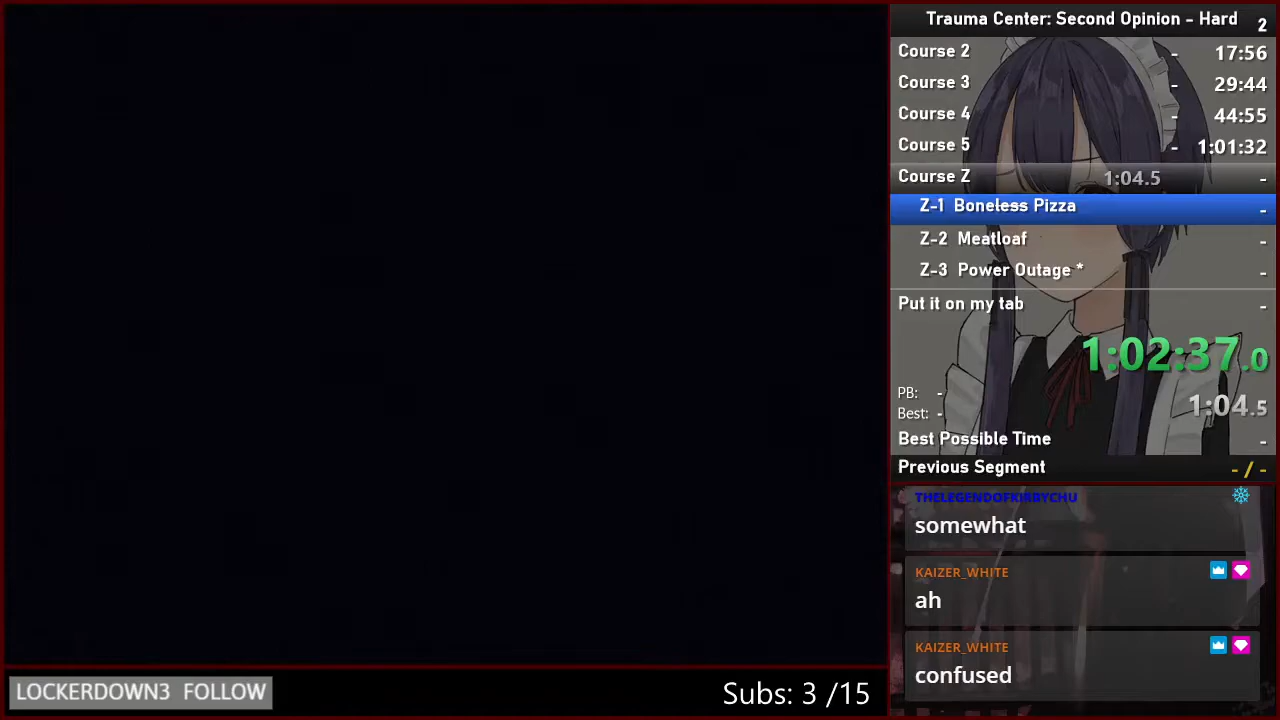 Trauma Center: Second Opinion - Hard 2
Course 2 - 17:56
Course 3 - 29:44
Course 4 - 44:55
Course 5 - 1:01:32
Course Z 1:04.5 -
Z-1 Boneless Pizza -
Z-2 Meatloaf -
Z-3 Power Outage * -
Put it on my tab -
1:02:37.0
PB: -
1:04.5
Best: -
Best Possible Time -
Previous Segment - / -
THELEGENDOFKIRBYCHU
somewhat
KAIZER_WHITE
ah
KAIZER_WHITE
confused
LOCKERDOWN3 FOLLOW
Subs: 3 /15